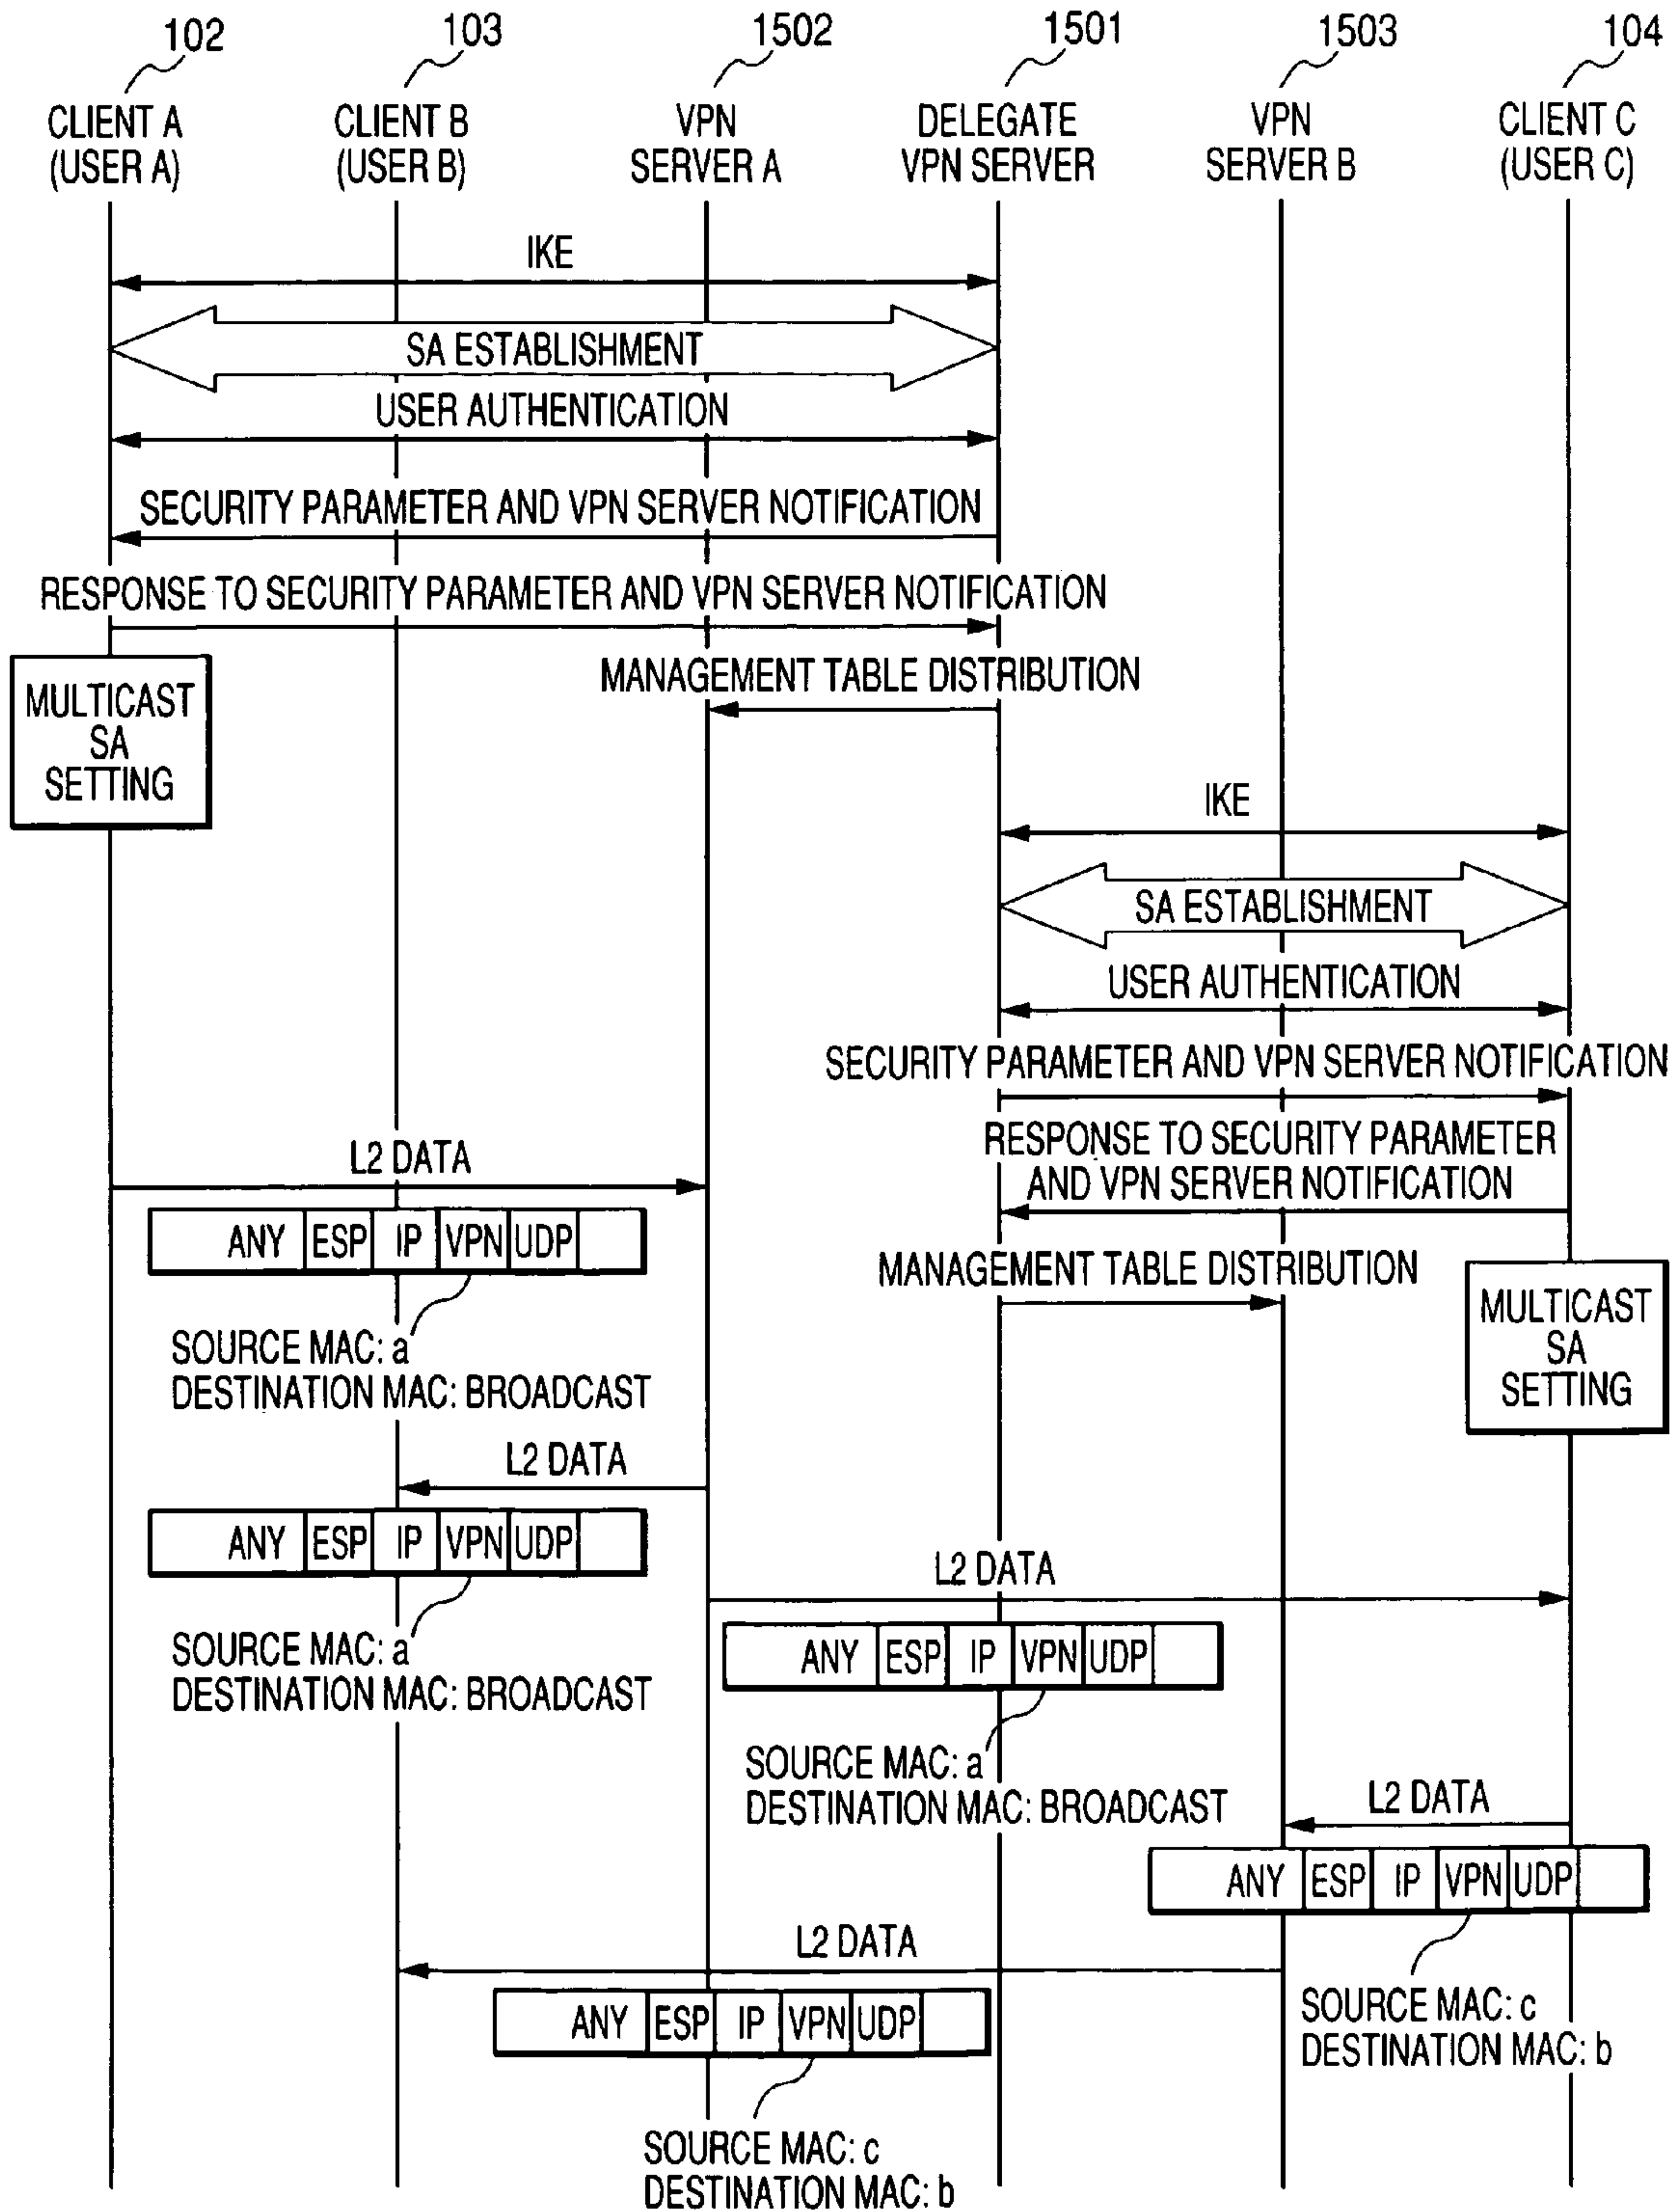 102
103
1502
1501
1503
104
CLIENT A
(USER A)
CLIENT B
(USER B)
VPN
SERVER A
DELEGATE
VPN SERVER
VPN
SERVER B
CLIENT C
(USER C)
IKE
SA ESTABLISHMENT
USER AUTHENTICATION
SECURITY PARAMETER AND VPN SERVER NOTIFICATION
RESPONSE TO SECURITY PARAMETER AND VPN SERVER NOTIFICATION
MULTICAST
SA
SETTING
MANAGEMENT TABLE DISTRIBUTION
IKE
SA ESTABLISHMENT
USER AUTHENTICATION
SECURITY PARAMETER AND VPN SERVER NOTIFICATION
RESPONSE TO SECURITY PARAMETER
AND VPN SERVER NOTIFICATION
L2 DATA
ANY ESP IP VPN UDP
SOURCE MAC: a
DESTINATION MAC: BROADCAST
MANAGEMENT TABLE DISTRIBUTION
MULTICAST
SA
SETTING
L2 DATA
ANY ESP IP VPN UDP
SOURCE MAC: a
DESTINATION MAC: BROADCAST
L2 DATA
ANY ESP IP VPN UDP
SOURCE MAC: a
DESTINATION MAC: BROADCAST
L2 DATA
ANY ESP IP VPN UDP
SOURCE MAC: c
DESTINATION MAC: b
L2 DATA
ANY ESP IP VPN UDP
SOURCE MAC: c
DESTINATION MAC: b